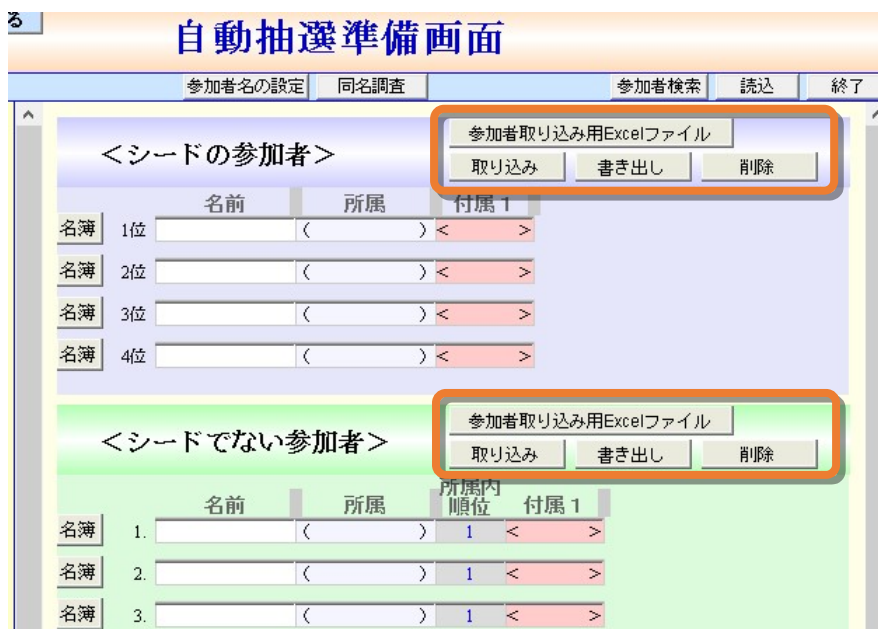 る
自動抽選準備画面
参加者名の設定 同名調査 参加者検索 読込 終了
<シードの参加者>
参加者取り込み用Excelファイル
取り込み 書き出し 削除
名前 所属 付属1
名簿 1位 ( ) < >
名簿 2位 ( ) < >
名簿 3位 ( ) < >
名簿 4位 ( ) < >
<シードでない参加者>
参加者取り込み用Excelファイル
取り込み 書き出し 削除
名前 所属 所属内順位 付属1
名簿 1. ( ) 1 < >
名簿 2. ( ) 1 < >
名簿 3. ( ) 1 < >